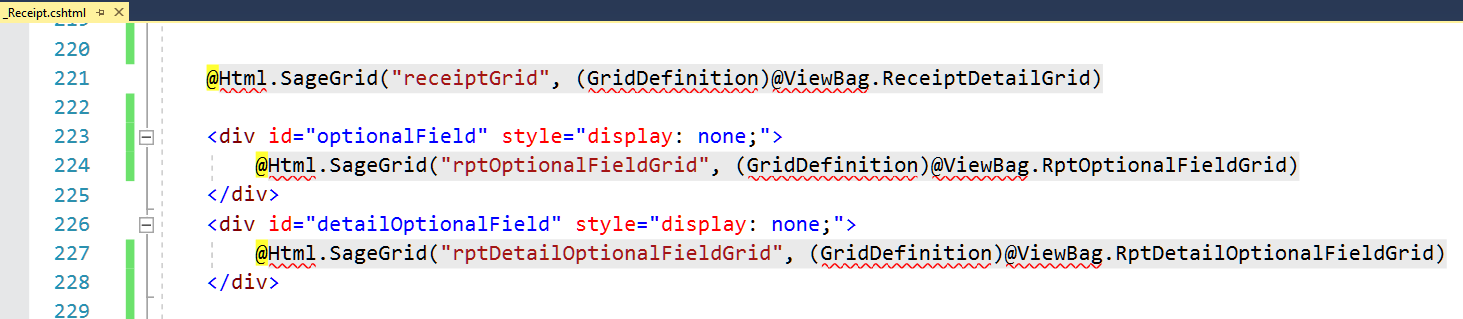 _Receipt.cshtml
219
220
221 @Html.SageGrid("receiptGrid", (GridDefinition)@ViewBag.ReceiptDetailGrid)
222
223 <div id="optionalField" style="display: none;">
224 @Html.SageGrid("rptOptionalFieldGrid", (GridDefinition)@ViewBag.RptOptionalFieldGrid)
225 </div>
226 <div id="detailOptionalField" style="display: none;">
227 @Html.SageGrid("rptDetailOptionalFieldGrid", (GridDefinition)@ViewBag.RptDetailOptionalFieldGrid)
228 </div>
229